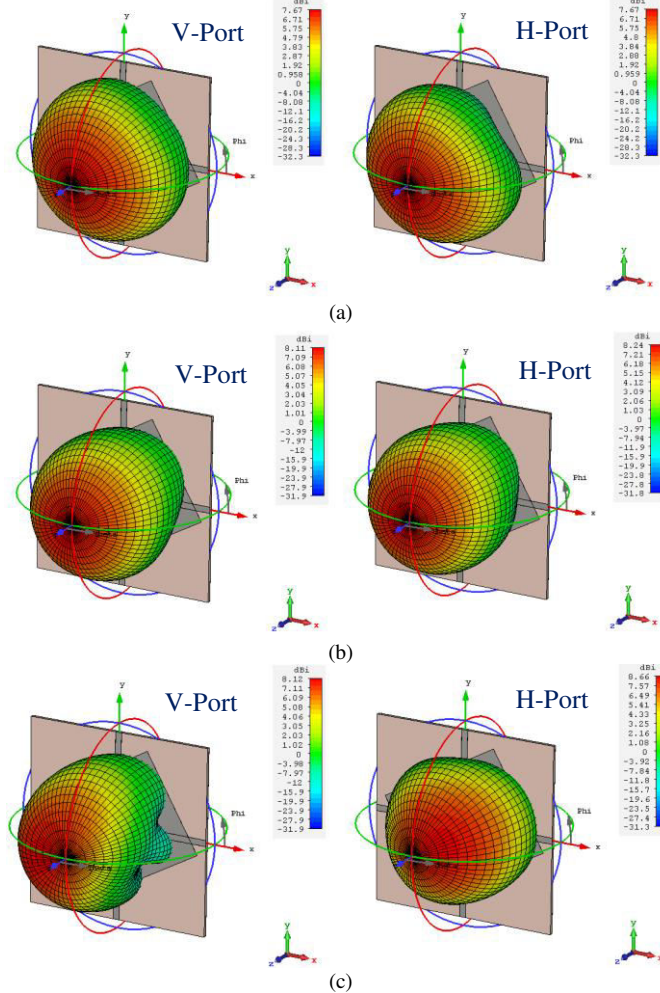 dBi
7.67
6.71
5.75
4.79
3.83
2.87
1.92
0.958
0
-4.04
-8.08
-12.1
-16.2
-20.2
-24.3
-28.3
-32.3
V-Port
y
Phi
x
y
z
x
dBi
7.67
6.71
5.76
4.8
3.84
2.88
1.92
0.959
0
-4.04
-8.08
-12.1
-16.2
-20.2
-24.3
-28.3
-32.3
H-Port
y
Phi
x
y
z
x
(a)
dBi
8.11
7.09
6.08
5.07
4.05
3.04
2.03
1.01
0
-3.99
-7.97
-12
-15.9
-19.9
-23.9
-27.9
-31.9
V-Port
y
Phi
x
y
z
x
dBi
8.24
7.21
6.18
5.15
4.12
3.09
2.06
1.03
0
-3.97
-7.94
-11.9
-15.9
-19.9
-23.8
-27.8
-31.8
H-Port
y
Phi
x
y
z
x
(b)
dBi
8.12
7.11
6.09
5.08
4.06
3.05
2.03
1.02
0
-3.98
-7.97
-12
-15.9
-19.9
-23.9
-27.9
-31.9
V-Port
y
Phi
x
y
z
x
dBi
8.66
7.57
6.49
5.41
4.33
3.25
2.16
1.08
0
-3.92
-7.84
-11.8
-15.7
-19.6
-23.5
-27.4
-31.3
H-Port
y
Phi
x
y
z
x
(c)